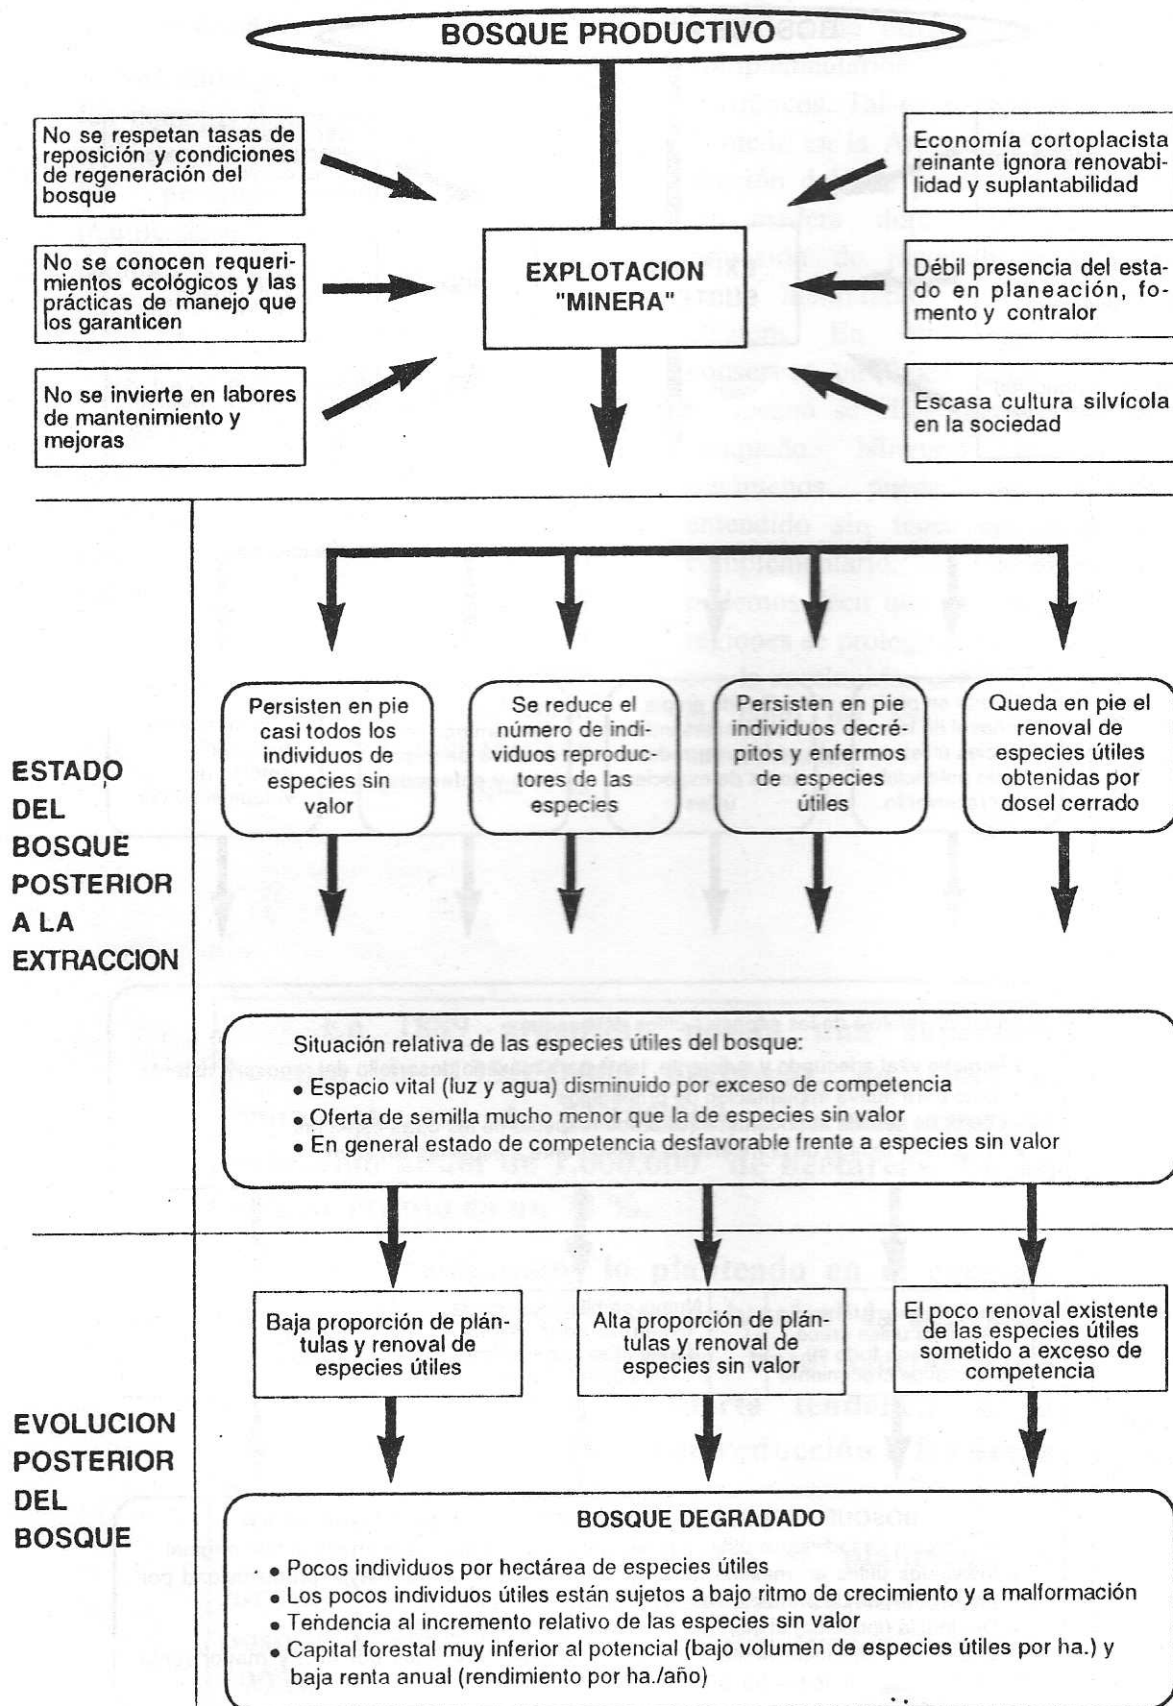 BOSQUE PRODUCTIVO
No se respetan tasas de
reposición y condiciones
de regeneración del
bosque
No se conocen requeri-
mientos ecológicos y las
prácticas de manejo que
los garanticen
No se invierte en labores
de mantenimiento y
mejoras
EXPLOTACION
"MINERA"
Economía cortoplacista
reinante ignora renovabi-
lidad y suplantabilidad
Débil presencia del esta-
do en planeación, fo-
mento y contralor
Escasa cultura silvícola
en la sociedad
ESTADO
DEL
BOSQUE
POSTERIOR
A LA
EXTRACCION
Persisten en pie
casi todos los
individuos de
especies sin
valor
Se reduce el
número de indi-
viduos reproduc-
tores de las
especies
Persisten en pie
individuos decré-
pitos y enfermos
de especies
útiles
Queda en pie el
renoval de
especies útiles
obtenidas por
dosel cerrado
Situación relativa de las especies útiles del bosque:
• Espacio vital (luz y agua) disminuido por exceso de competencia
• Oferta de semilla mucho menor que la de especies sin valor
• En general estado de competencia desfavorable frente a especies sin valor
EVOLUCION
POSTERIOR
DEL
BOSQUE
Baja proporción de plán-
tulas y renoval de
especies útiles
Alta proporción de plán-
tulas y renoval de
especies sin valor
El poco renoval existente
de las especies útiles
sometido a exceso de
competencia
BOSQUE DEGRADADO
• Pocos individuos por hectárea de especies útiles
• Los pocos individuos útiles están sujetos a bajo ritmo de crecimiento y a malformación
• Tendencia al incremento relativo de las especies sin valor
• Capital forestal muy inferior al potencial (bajo volumen de especies útiles por ha.) y
baja renta anual (rendimiento por ha./año)